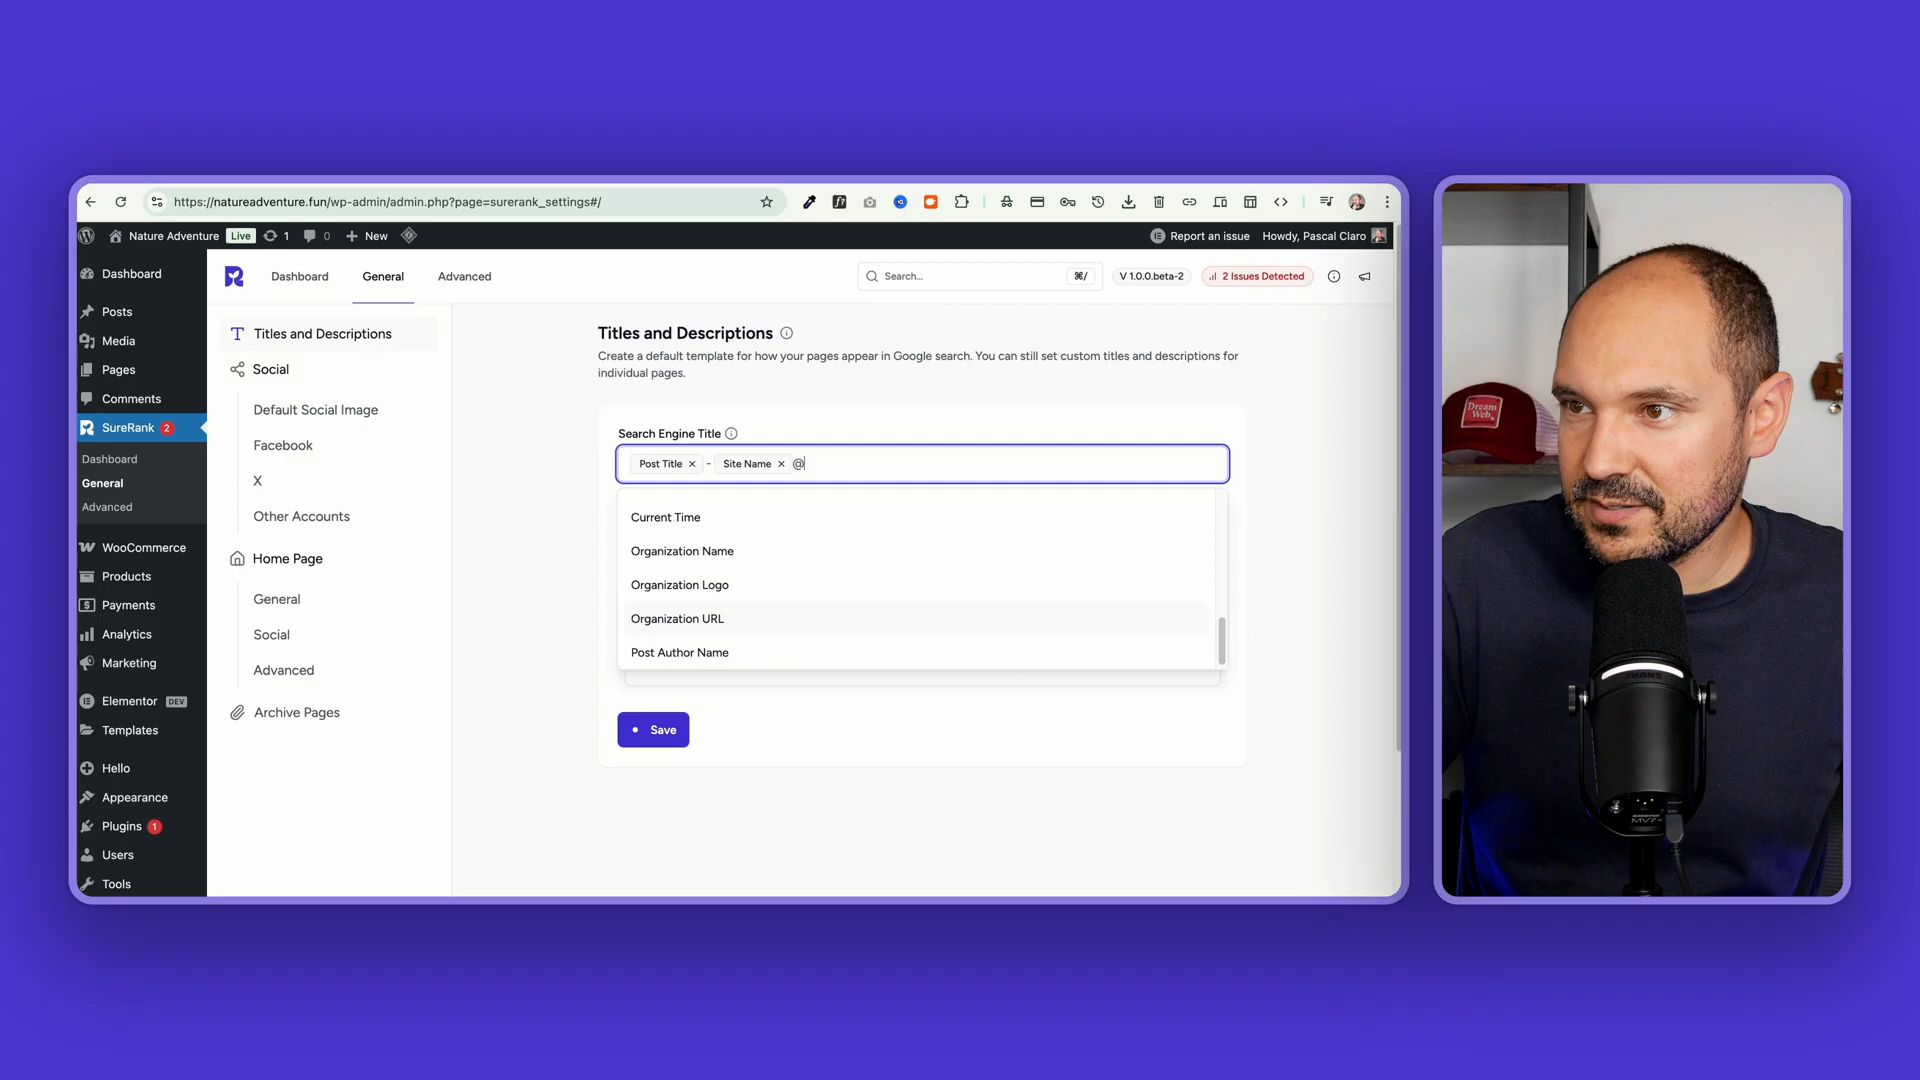 https://natureadventure.fun/wp-admin/admin.php?page=surerank_settings#/
Nature Adventure Live 1 0 New Report an issue Howdy, Pascal Claro
Dashboard
Posts
Media
Pages
Comments
SureRank 2
Dashboard
General
Advanced
WooCommerce
Products
Payments
Analytics
Marketing
Elementor DEV
Templates
Hello
Appearance
Plugins 1
Users
Tools
Dashboard General Advanced Search... ⌘/ V 1.0.0.beta-2 2 Issues Detected
Titles and Descriptions
Social
Default Social Image
Facebook
X
Other Accounts
Home Page
General
Social
Advanced
Archive Pages
Titles and Descriptions
Create a default template for how your pages appear in Google search. You can still set custom titles and descriptions for
individual pages.
Search Engine Title
Post Title × - Site Name × @
Current Time
Organization Name
Organization Logo
Organization URL
Post Author Name
Save
Dream
Web
MV7+